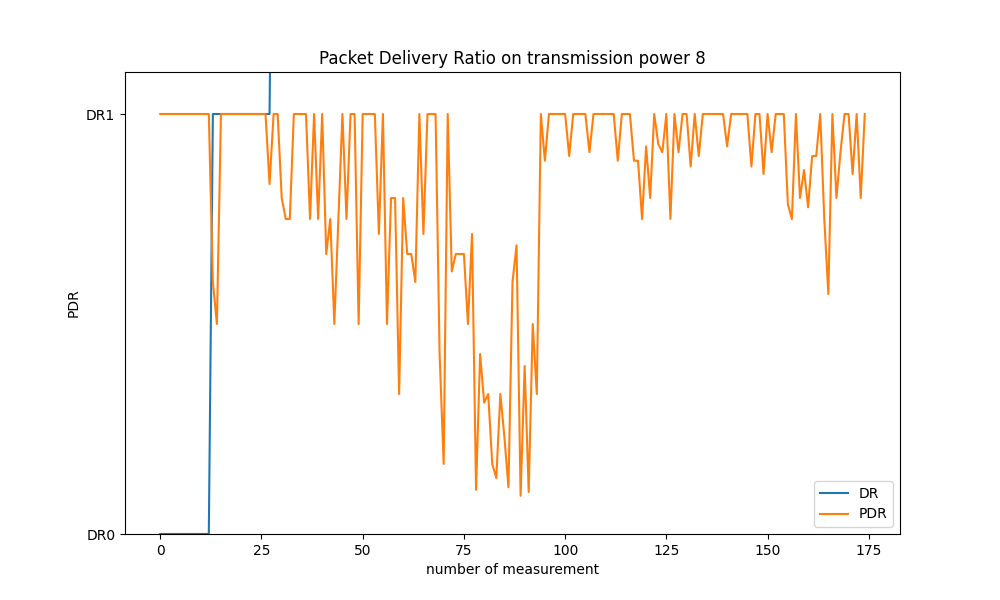 Packet Delivery Ratio on transmission power 8
DR1
PDR
DR0
0 25 50 75 100 125 150 175
number of measurement
DR
PDR